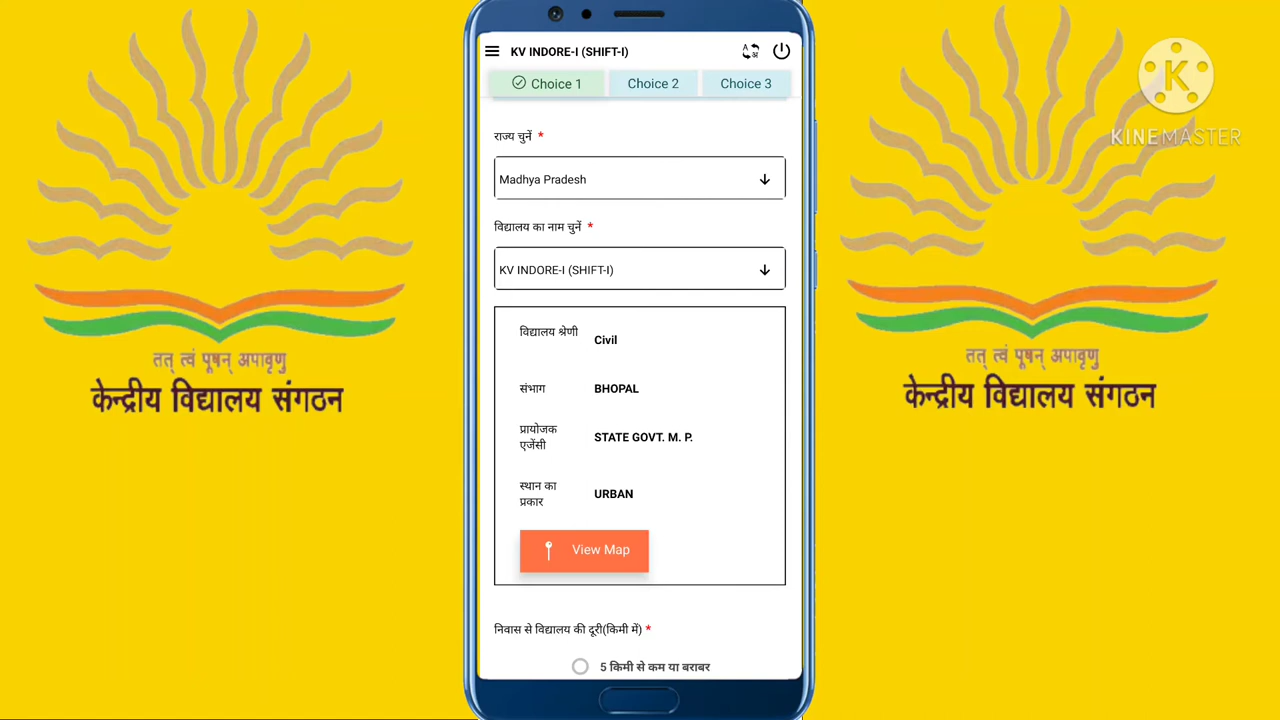 KV INDORE-I (SHIFT-I)
Choice 1 Choice 2 Choice 3
राज्य चुनें *
Madhya Pradesh
विद्यालय का नाम चुनें *
KV INDORE-I (SHIFT-I)
विद्यालय श्रेणी Civil
संभाग BHOPAL
प्रायोजक
एजेंसी
STATE GOVT. M. P.
स्थान का
प्रकार
URBAN
View Map
निवास से विद्यालय की दूरी(किमी में) *
5 किमी से कम या बराबर
तत् त्वं पूषन् अपावृणु
केन्द्रीय विद्यालय संगठन
K
KINEMASTER
तत् त्वं पूषन् अपावृणु
केन्द्रीय विद्यालय संगठन